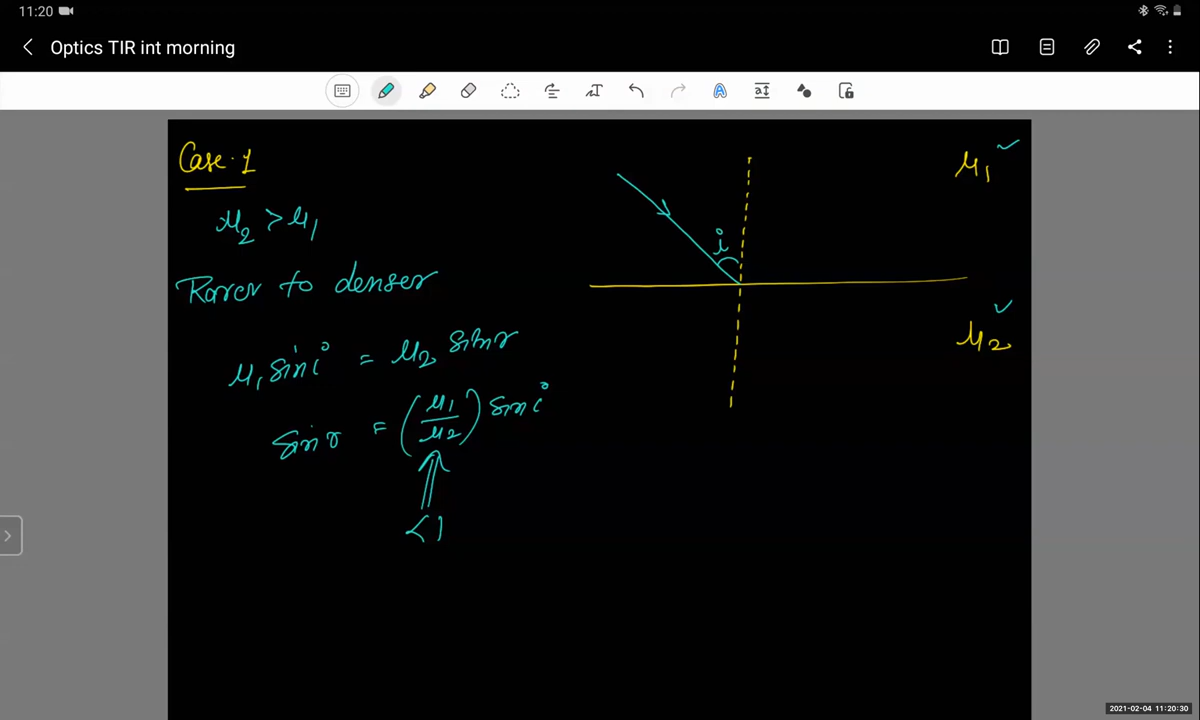 11:20
Optics TIR int morning
Case-1
μ₂ > μ₁
Rarer to denser
μ₁ sin i = μ₂ sin r
sin r = (μ₁/μ₂) sin i
<1
i
μ₁
μ₂
2021-02-04 11:20:30